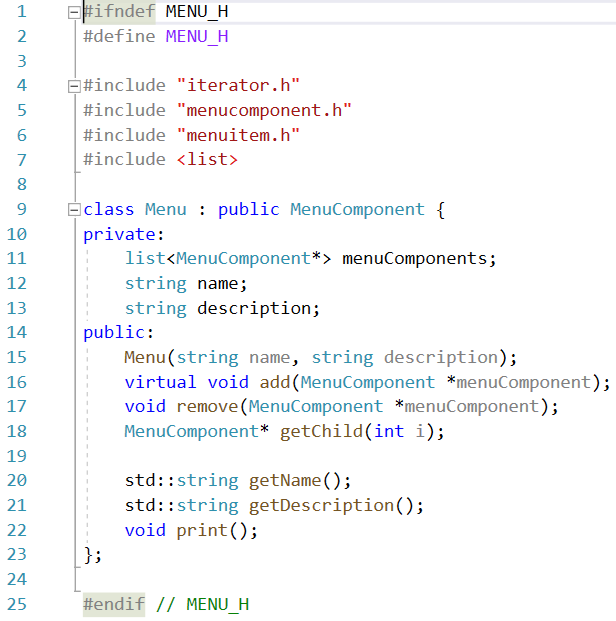 1 #ifndef MENU_H
2 #define MENU_H
3
4 #include "iterator.h"
5 #include "menucomponent.h"
6 #include "menuitem.h"
7 #include <list>
8
9 class Menu : public MenuComponent {
10 private:
11     list<MenuComponent*> menuComponents;
12     string name;
13     string description;
14 public:
15     Menu(string name, string description);
16     virtual void add(MenuComponent *menuComponent);
17     void remove(MenuComponent *menuComponent);
18     MenuComponent* getChild(int i);
19
20     std::string getName();
21     std::string getDescription();
22     void print();
23 };
24
25 #endif // MENU_H